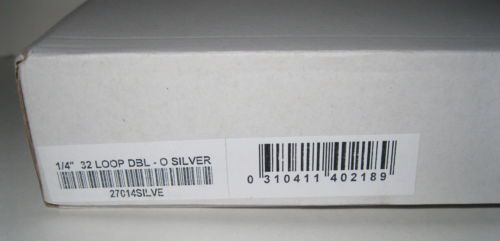 1/4" 32 LOOP DBL - O SILVER
27014SILVE
0 310411 402189